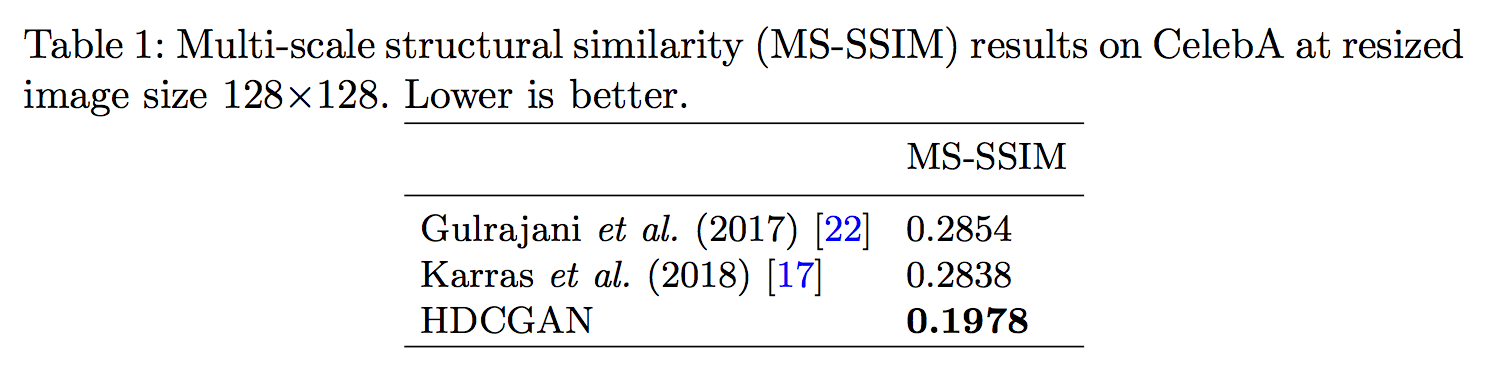 Table 1: Multi-scale structural similarity (MS-SSIM) results on CelebA at resized
image size 128×128. Lower is better.
MS-SSIM
Gulrajani et al. (2017) [22] 0.2854
Karras et al. (2018) [17] 0.2838
HDCGAN 0.1978